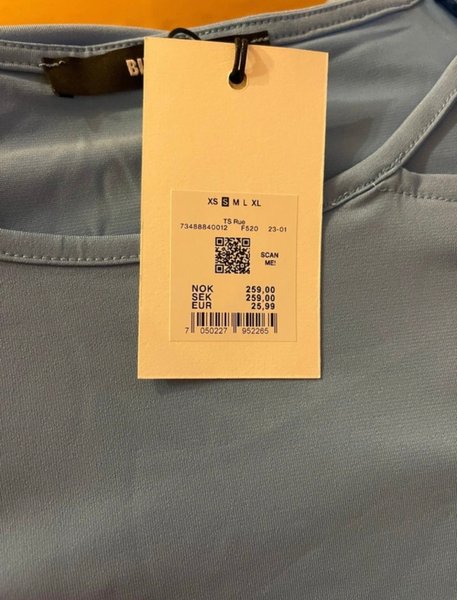 XS S M L XL
TS Rue
73488840012 F520 23-01
SCAN
ME!
NOK 259,00
SEK 259,00
EUR 25,99
7 050227 952265